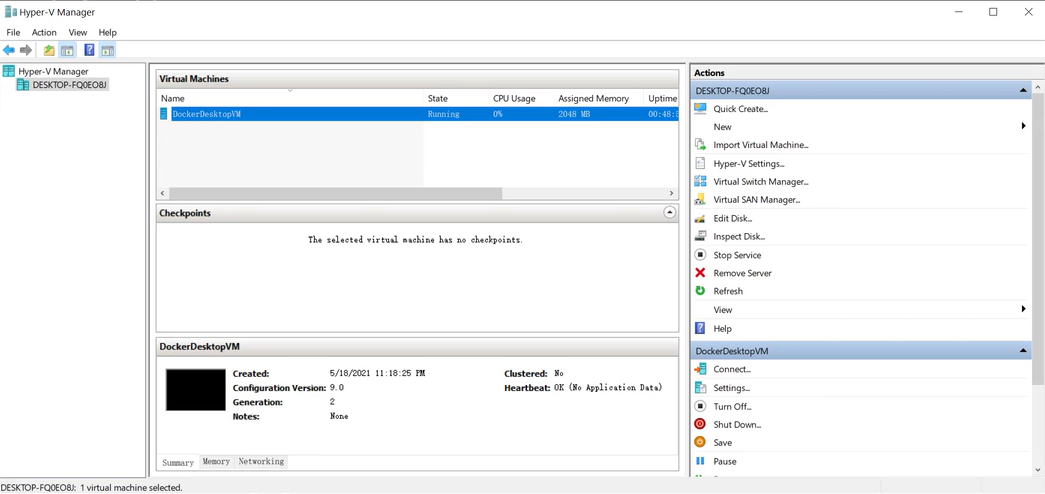 Hyper-V Manager
File Action View Help
Hyper-V Manager
DESKTOP-FQ0EO8J
Virtual Machines
Name State CPU Usage Assigned Memory Uptime
DockerDesktopVM Running 0% 2048 MB 00:48:5
Checkpoints
The selected virtual machine has no checkpoints.
DockerDesktopVM
Created: 5/18/2021 11:18:25 PM Clustered: No
Configuration Version: 9.0 Heartbeat: OK (No Application Data)
Generation: 2
Notes: None
Summary Memory Networking
Actions
DESKTOP-FQ0EO8J
Quick Create...
New
Import Virtual Machine...
Hyper-V Settings...
Virtual Switch Manager...
Virtual SAN Manager...
Edit Disk...
Inspect Disk...
Stop Service
Remove Server
Refresh
View
Help
DockerDesktopVM
Connect...
Settings...
Turn Off...
Shut Down...
Save
Pause
DESKTOP-FQ0EO8J: 1 virtual machine selected.